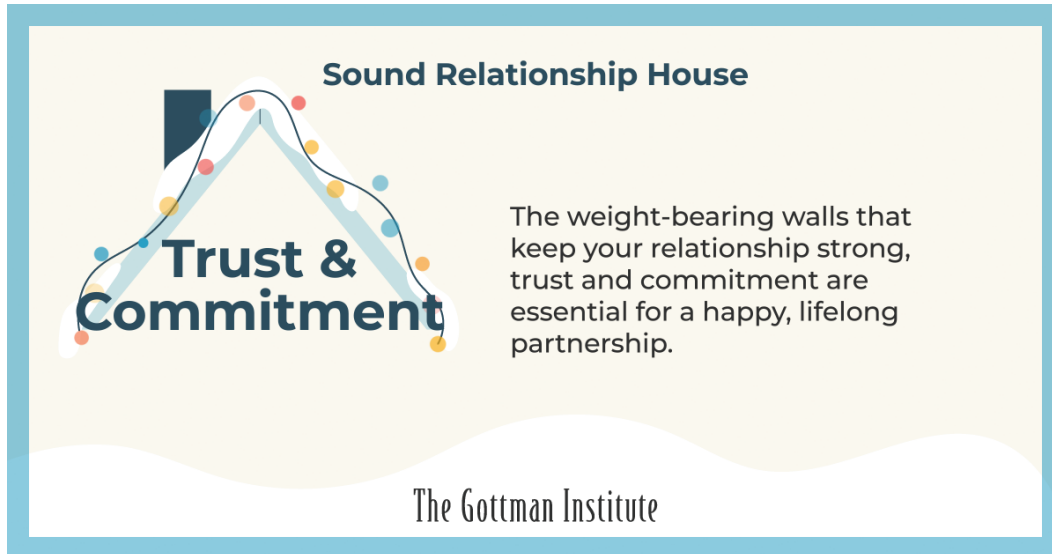 Sound Relationship House
Trust &
Commitment
The weight-bearing walls that
keep your relationship strong,
trust and commitment are
essential for a happy, lifelong
partnership.
The Gottman Institute